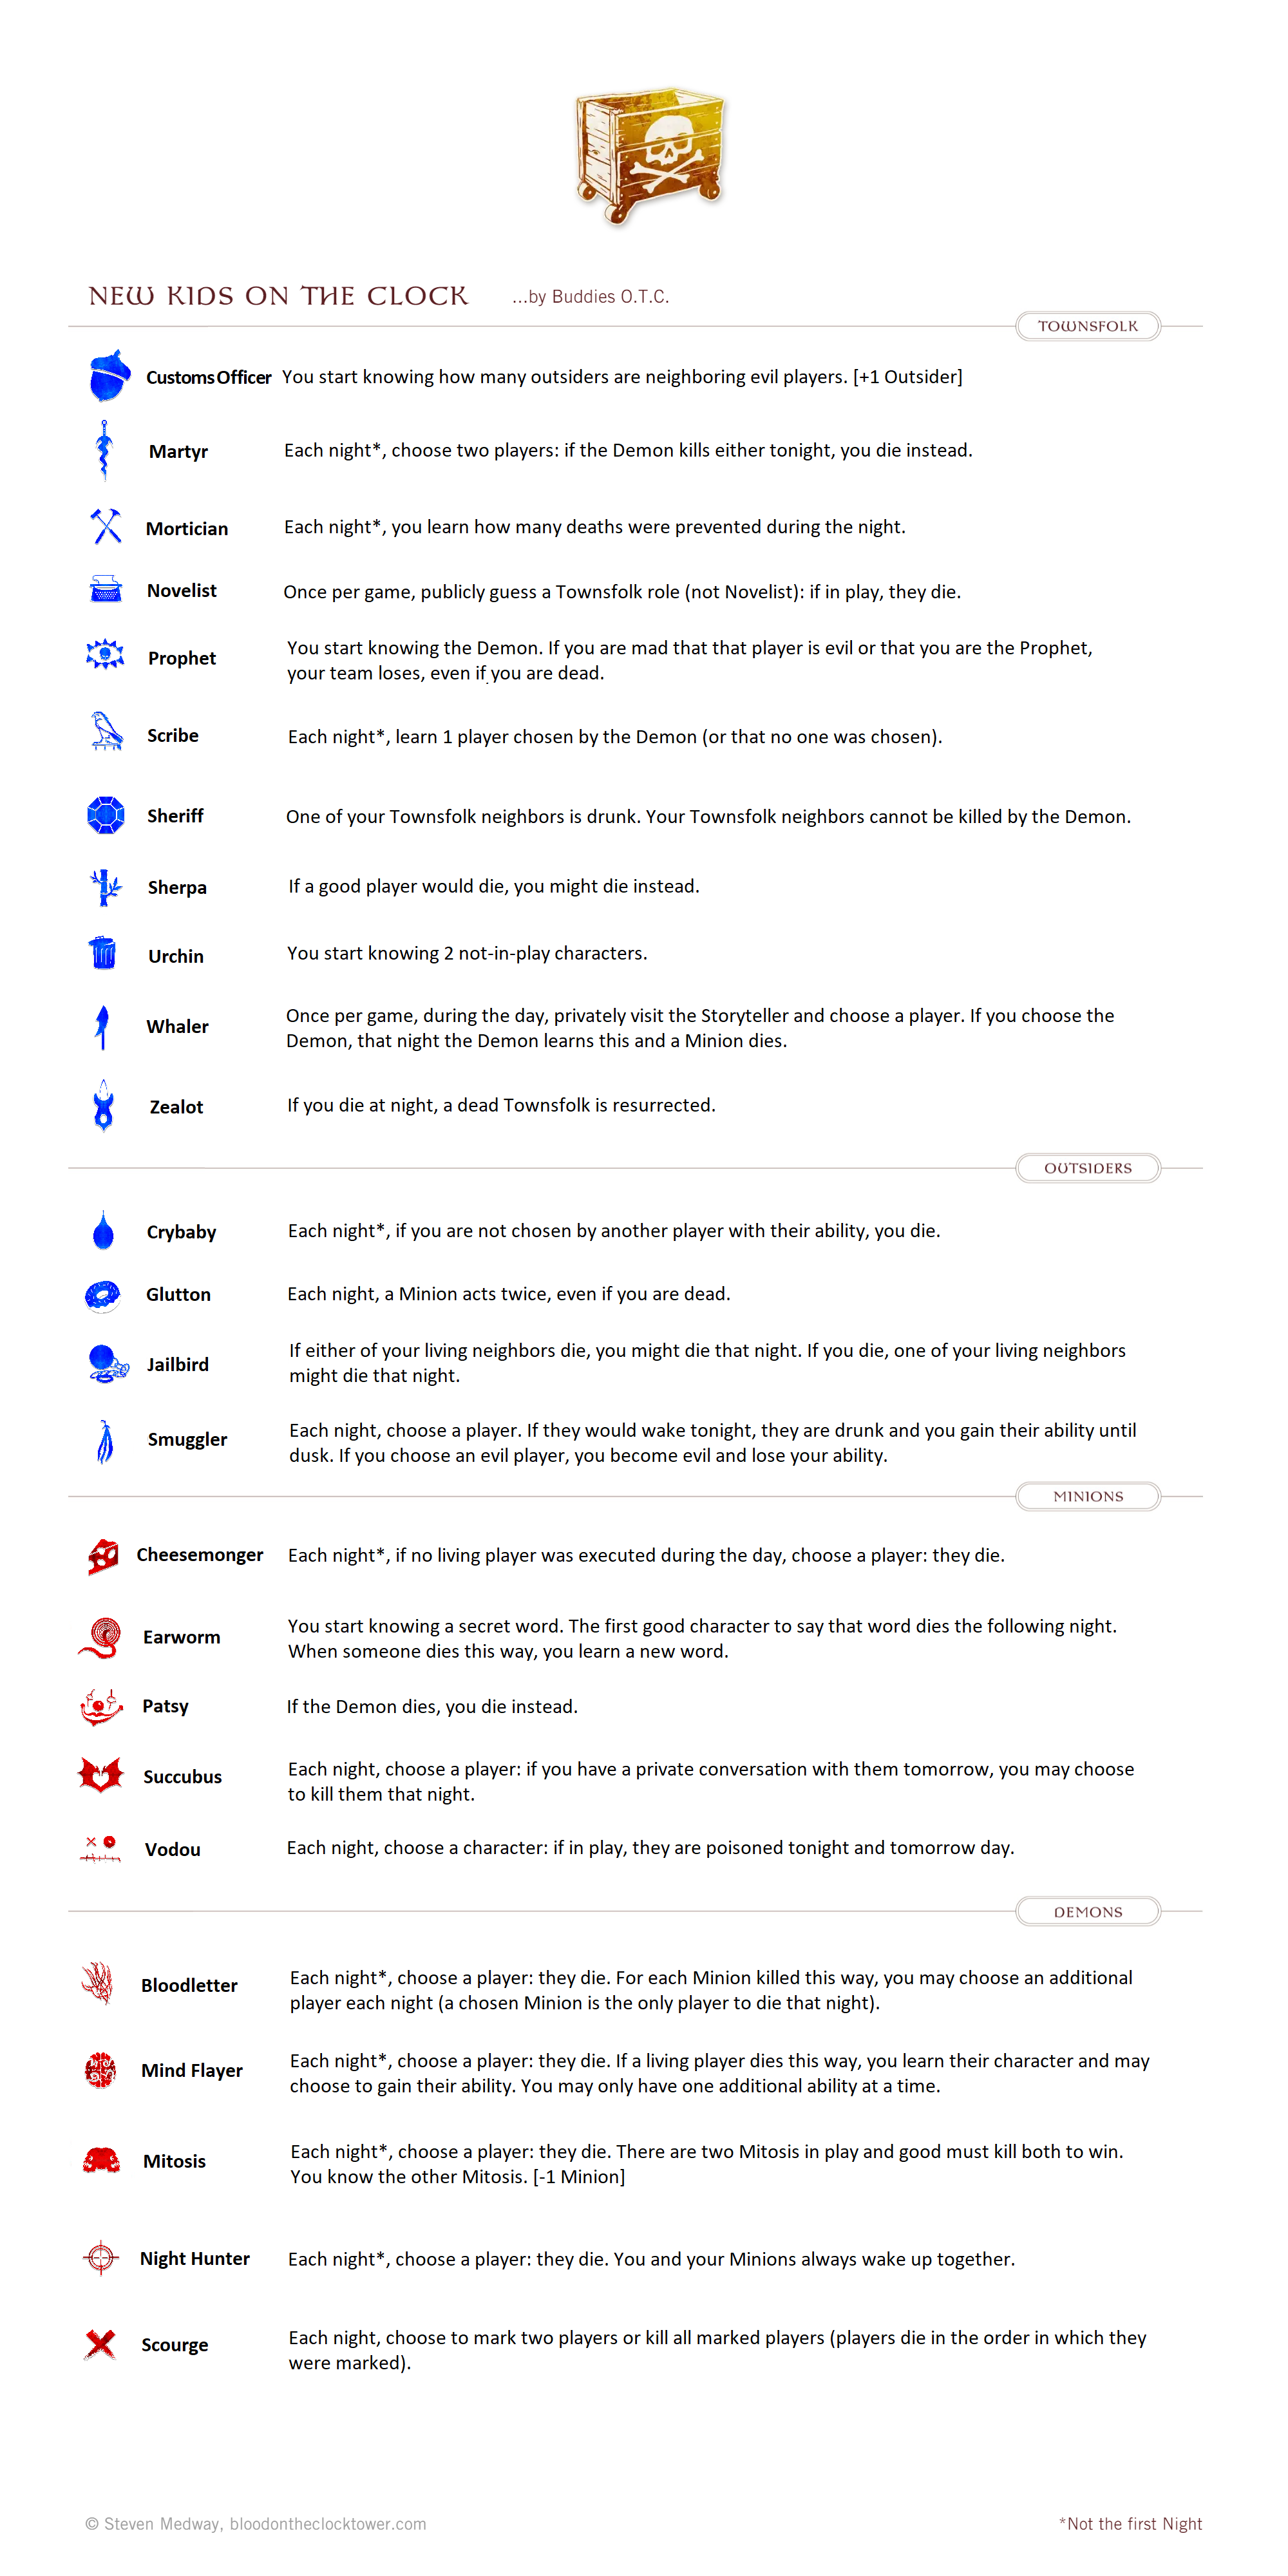 NEW KIDS ON THE CLOCK ...by Buddies O.T.C.
TOWNSFOLK
Customs Officer You start knowing how many outsiders are neighboring evil players. [+1 Outsider]
Martyr Each night*, choose two players: if the Demon kills either tonight, you die instead.
Mortician Each night*, you learn how many deaths were prevented during the night.
Novelist Once per game, publicly guess a Townsfolk role (not Novelist): if in play, they die.
Prophet You start knowing the Demon. If you are mad that that player is evil or that you are the Prophet,
your team loses, even if you are dead.
Scribe Each night*, learn 1 player chosen by the Demon (or that no one was chosen).
Sheriff One of your Townsfolk neighbors is drunk. Your Townsfolk neighbors cannot be killed by the Demon.
Sherpa If a good player would die, you might die instead.
Urchin You start knowing 2 not-in-play characters.
Whaler Once per game, during the day, privately visit the Storyteller and choose a player. If you choose the
Demon, that night the Demon learns this and a Minion dies.
Zealot If you die at night, a dead Townsfolk is resurrected.
OUTSIDERS
Crybaby Each night*, if you are not chosen by another player with their ability, you die.
Glutton Each night, a Minion acts twice, even if you are dead.
Jailbird If either of your living neighbors die, you might die that night. If you die, one of your living neighbors
might die that night.
Smuggler Each night, choose a player. If they would wake tonight, they are drunk and you gain their ability until
dusk. If you choose an evil player, you become evil and lose your ability.
MINIONS
Cheesemonger Each night*, if no living player was executed during the day, choose a player: they die.
Earworm You start knowing a secret word. The first good character to say that word dies the following night.
When someone dies this way, you learn a new word.
Patsy If the Demon dies, you die instead.
Succubus Each night, choose a player: if you have a private conversation with them tomorrow, you may choose
to kill them that night.
Vodou Each night, choose a character: if in play, they are poisoned tonight and tomorrow day.
DEMONS
Bloodletter Each night*, choose a player: they die. For each Minion killed this way, you may choose an additional
player each night (a chosen Minion is the only player to die that night).
Mind Flayer Each night*, choose a player: they die. If a living player dies this way, you learn their character and may
choose to gain their ability. You may only have one additional ability at a time.
Mitosis Each night*, choose a player: they die. There are two Mitosis in play and good must kill both to win.
You know the other Mitosis. [-1 Minion]
Night Hunter Each night*, choose a player: they die. You and your Minions always wake up together.
Scourge Each night, choose to mark two players or kill all marked players (players die in the order in which they
were marked).
© Steven Medway, bloodontheclocktower.com *Not the first Night